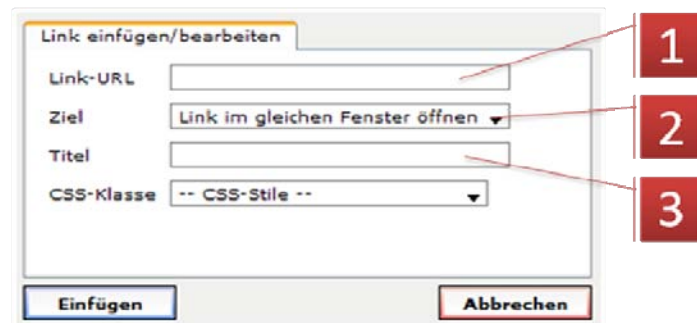 Link einfügen/bearbeiten
1
Link-URL
Ziel Link im gleichen Fenster öffnen
2
Titel
CSS-Klasse -- CSS-Stile --
3
Einfügen Abbrechen